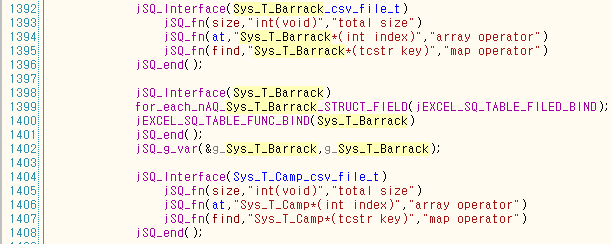 1392 jSQ_Interface(Sys_T_Barrack_csv_file_t)
1393 jSQ_fn(size,"int(void)","total size")
1394 jSQ_fn(at,"Sys_T_Barrack*(int index)","array operator")
1395 jSQ_fn(find,"Sys_T_Barrack*(tcstr key)","map operator")
1396 jSQ_end();
1397
1398 jSQ_Interface(Sys_T_Barrack)
1399 for_each_nAQ_Sys_T_Barrack_STRUCT_FIELD(jEXCEL_SQ_TABLE_FILED_BIND);
1400 jEXCEL_SQ_TABLE_FUNC_BIND(Sys_T_Barrack)
1401 jSQ_end();
1402 jSQ_g_var(&g_Sys_T_Barrack,g_Sys_T_Barrack);
1403
1404 jSQ_Interface(Sys_T_Camp_csv_file_t)
1405 jSQ_fn(size,"int(void)","total size")
1406 jSQ_fn(at,"Sys_T_Camp*(int index)","array operator")
1407 jSQ_fn(find,"Sys_T_Camp*(tcstr key)","map operator")
1408 jSQ_end();